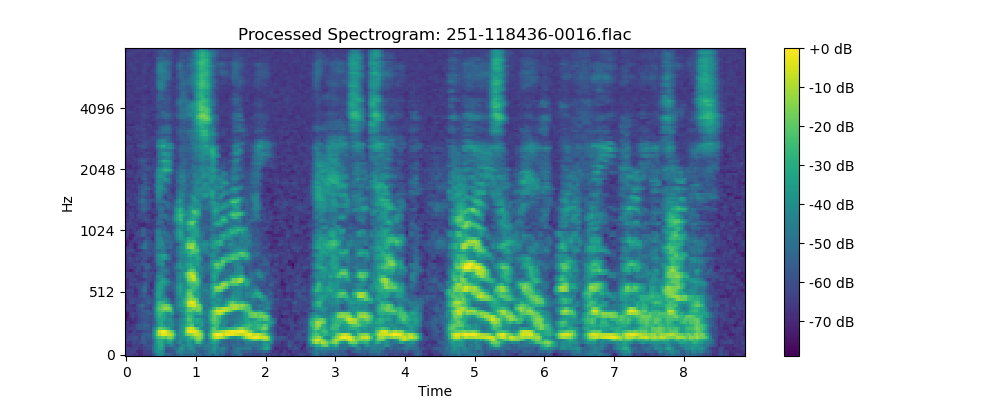 Processed Spectrogram: 251-118436-0016.flac
Hz
4096
2048
1024
512
0
0 1 2 3 4 5 6 7 8
Time
+0 dB
-10 dB
-20 dB
-30 dB
-40 dB
-50 dB
-60 dB
-70 dB